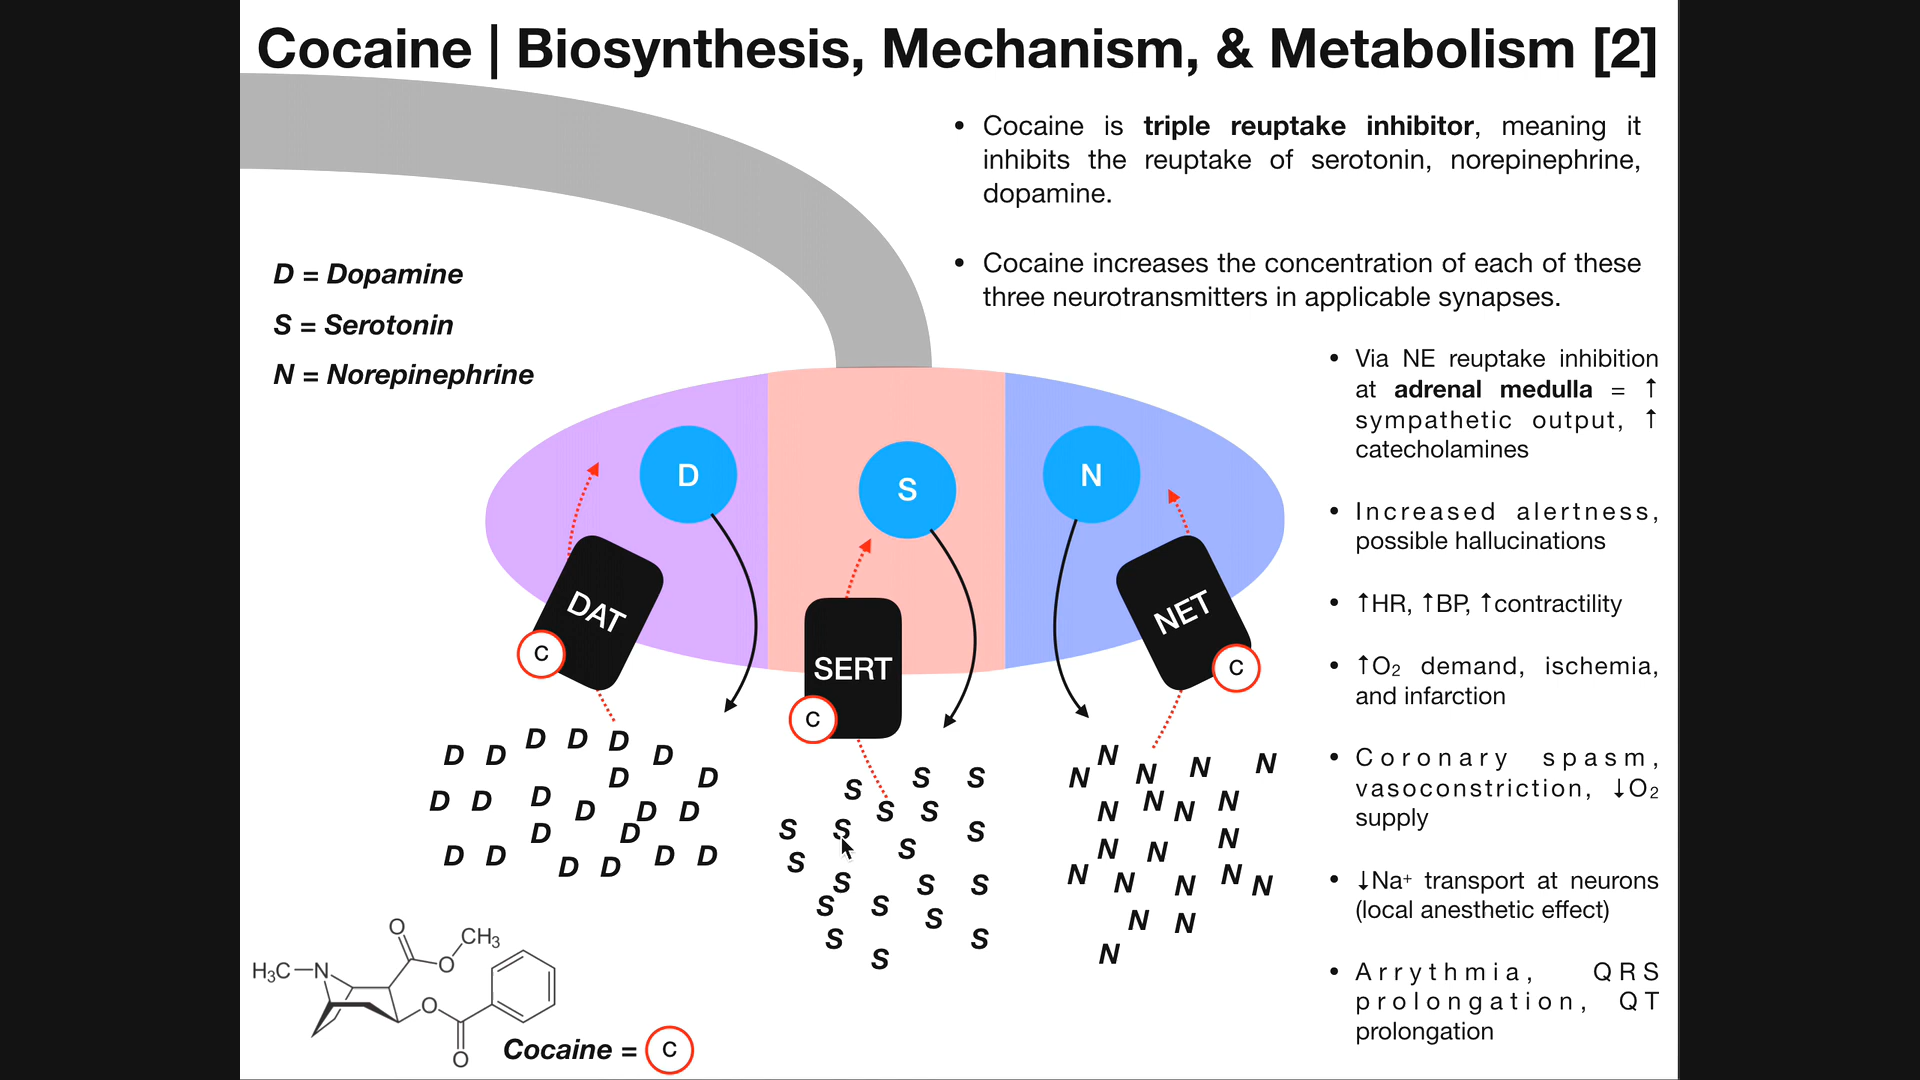 Cocaine | Biosynthesis, Mechanism, & Metabolism [2]
• Cocaine is triple reuptake inhibitor, meaning it
inhibits the reuptake of serotonin, norepinephrine,
dopamine.
• Cocaine increases the concentration of each of these
three neurotransmitters in applicable synapses.
D = Dopamine
S = Serotonin
N = Norepinephrine
• Via NE reuptake inhibition
at adrenal medulla = ↑
sympathetic output, ↑
catecholamines
• Increased alertness,
possible hallucinations
• ↑HR, ↑BP, ↑contractility
• ↑O₂ demand, ischemia,
and infarction
• Coronary spasm,
vasoconstriction, ↓O₂
supply
• ↓Na⁺ transport at neurons
(local anesthetic effect)
• Arrythmia, QRS
prolongation, QT
prolongation
D
S
N
DAT
C
SERT
C
NET
C
D D D D D D D D
D D D D D D
D D D D D D D D
S S S
S S S S S S
S S S S S
S S S S S S
N N N N N
N N N N
N N N N
N N N N N
N N N
O
CH₃
O
H₃C N
O
O
Cocaine = C